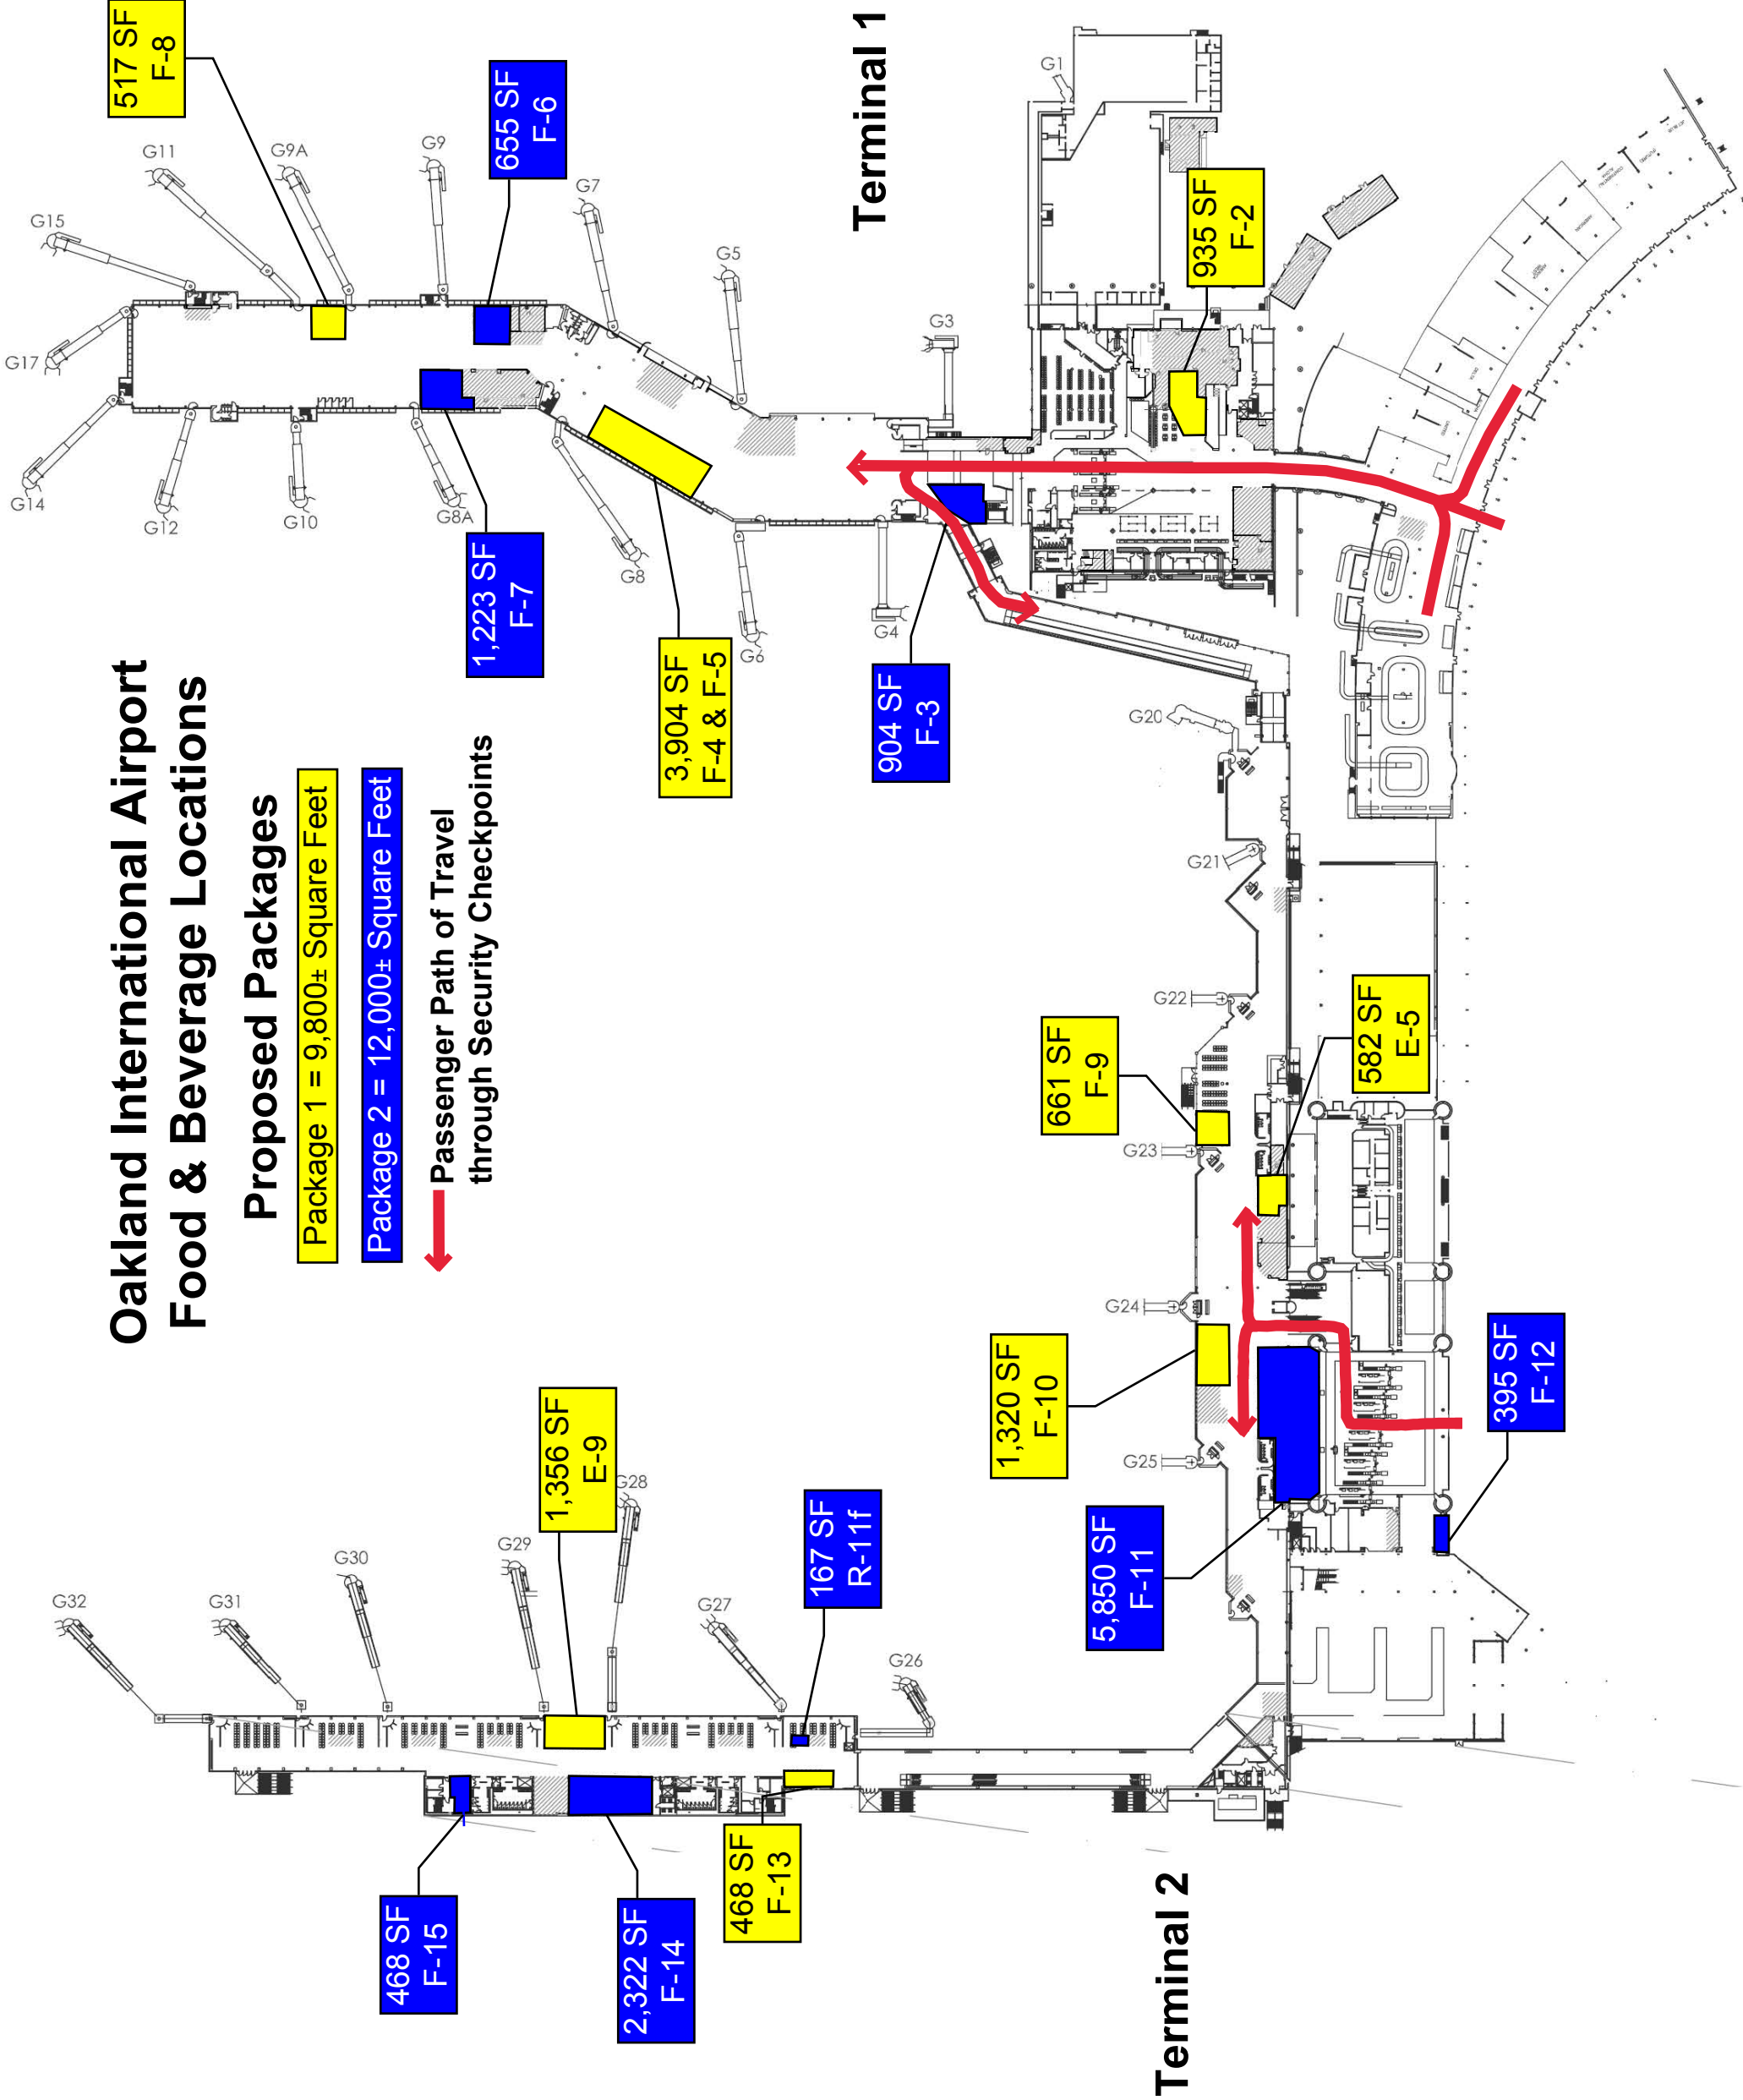 Oakland International Airport
Food & Beverage Locations
Proposed Packages
Package 1 = 9,800± Square Feet
Package 2 = 12,000± Square Feet
Passenger Path of Travel
through Security Checkpoints
Terminal 1
Terminal 2
517 SF
F-8
655 SF
F-6
1,223 SF
F-7
3,904 SF
F-4 & F-5
904 SF
F-3
935 SF
F-2
661 SF
F-9
582 SF
E-5
1,320 SF
F-10
5,850 SF
F-11
395 SF
F-12
1,356 SF
E-9
167 SF
R-11f
468 SF
F-13
2,322 SF
F-14
468 SF
F-15
G1
G3
G4
G5
G6
G7
G8
G8A
G9
G9A
G10
G11
G12
G14
G15
G17
G20
G21
G22
G23
G24
G25
G26
G27
G28
G29
G30
G31
G32